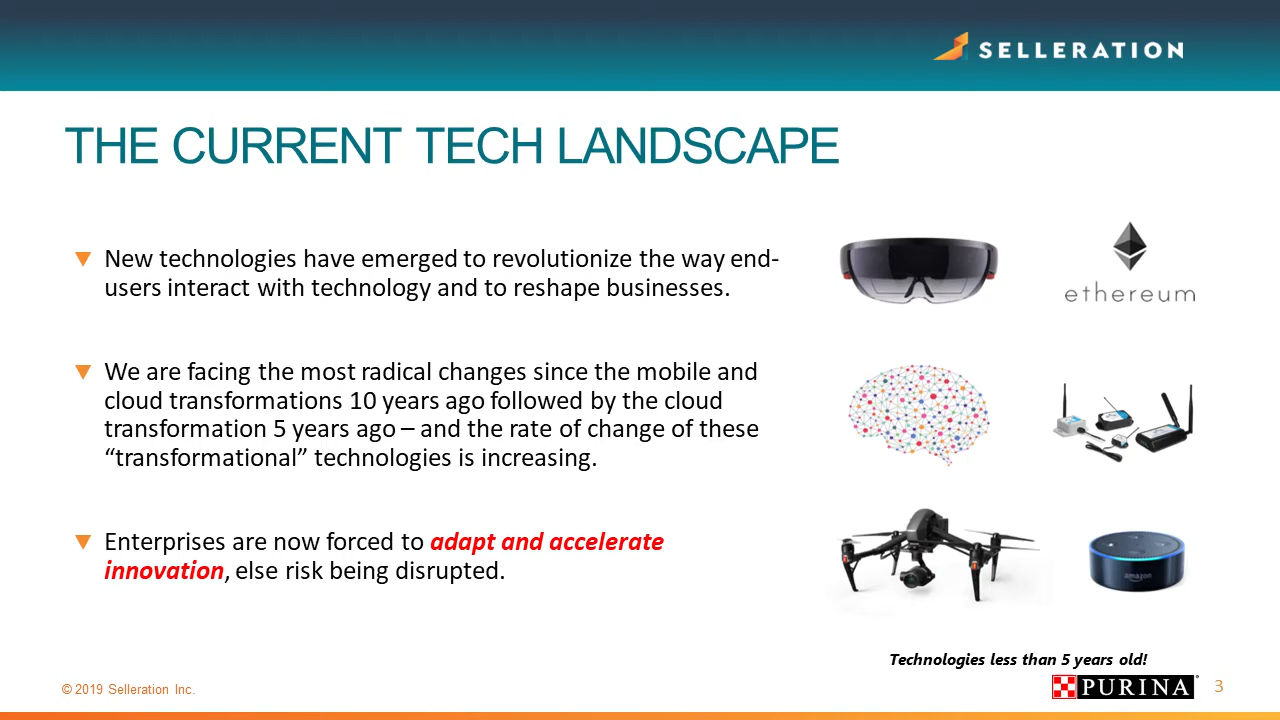 SELLERATION
THE CURRENT TECH LANDSCAPE
New technologies have emerged to revolutionize the way end-
users interact with technology and to reshape businesses.
We are facing the most radical changes since the mobile and
cloud transformations 10 years ago followed by the cloud
transformation 5 years ago – and the rate of change of these
“transformational” technologies is increasing.
Enterprises are now forced to adapt and accelerate
innovation, else risk being disrupted.
ethereum
amazon
Technologies less than 5 years old!
© 2019 Selleration Inc.
PURINA
3